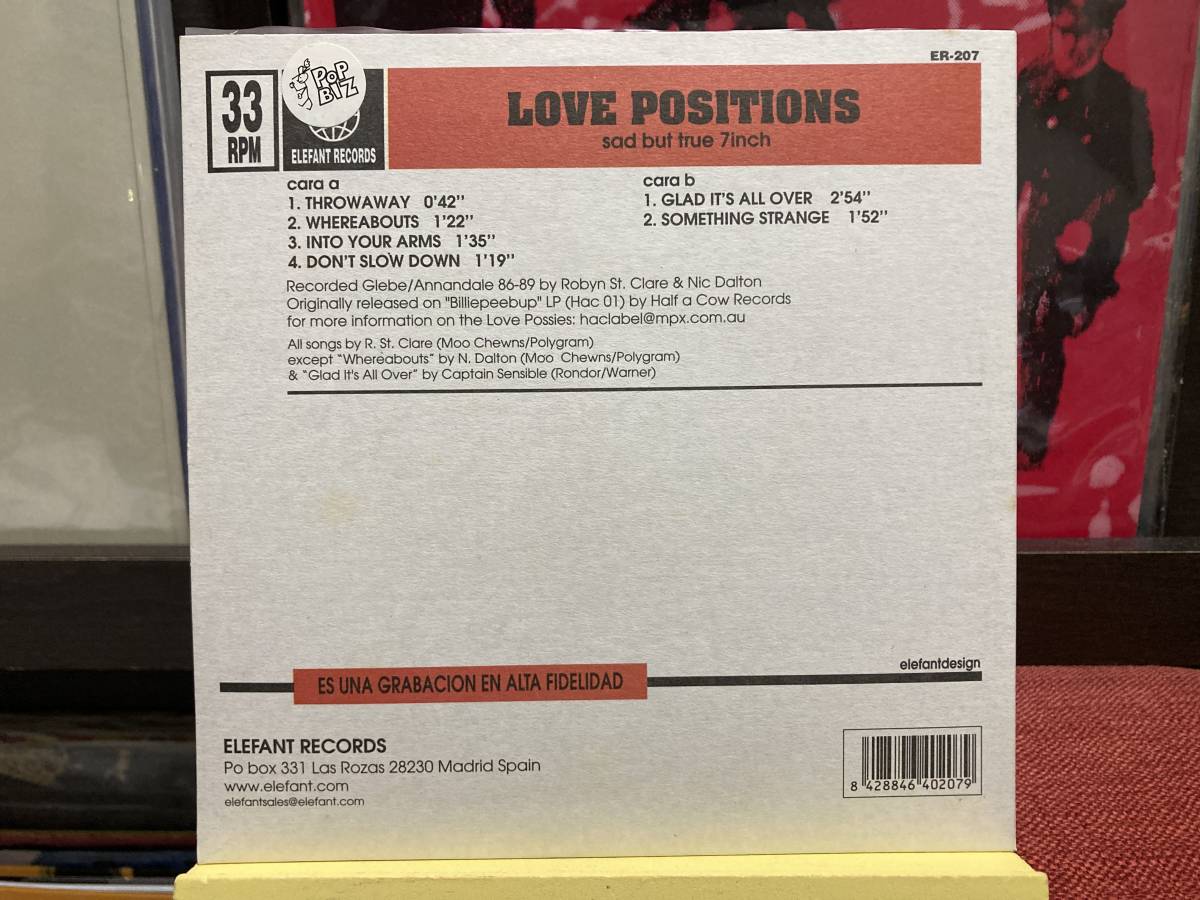 ER-207
33
RPM
POP
BIZ
ELEFANT RECORDS
LOVE POSITIONS
sad but true 7inch
cara a
1. THROWAWAY 0'42''
2. WHEREABOUTS 1'22''
3. INTO YOUR ARMS 1'35''
4. DON'T SLOW DOWN 1'19''
cara b
1. GLAD IT'S ALL OVER 2'54''
2. SOMETHING STRANGE 1'52''
Recorded Glebe/Annandale 86-89 by Robyn St. Clare & Nic Dalton
Originally released on "Billiepeebup" LP (Hac 01) by Half a Cow Records
for more information on the Love Possies: haclabel@mpx.com.au
All songs by R. St. Clare (Moo Chewns/Polygram)
except "Whereabouts" by N. Dalton (Moo Chewns/Polygram)
& "Glad It's All Over" by Captain Sensible (Rondor/Warner)
elefantdesign
ES UNA GRABACION EN ALTA FIDELIDAD
ELEFANT RECORDS
Po box 331 Las Rozas 28230 Madrid Spain
www.elefant.com
elefantsales@elefant.com
8 428846 402079